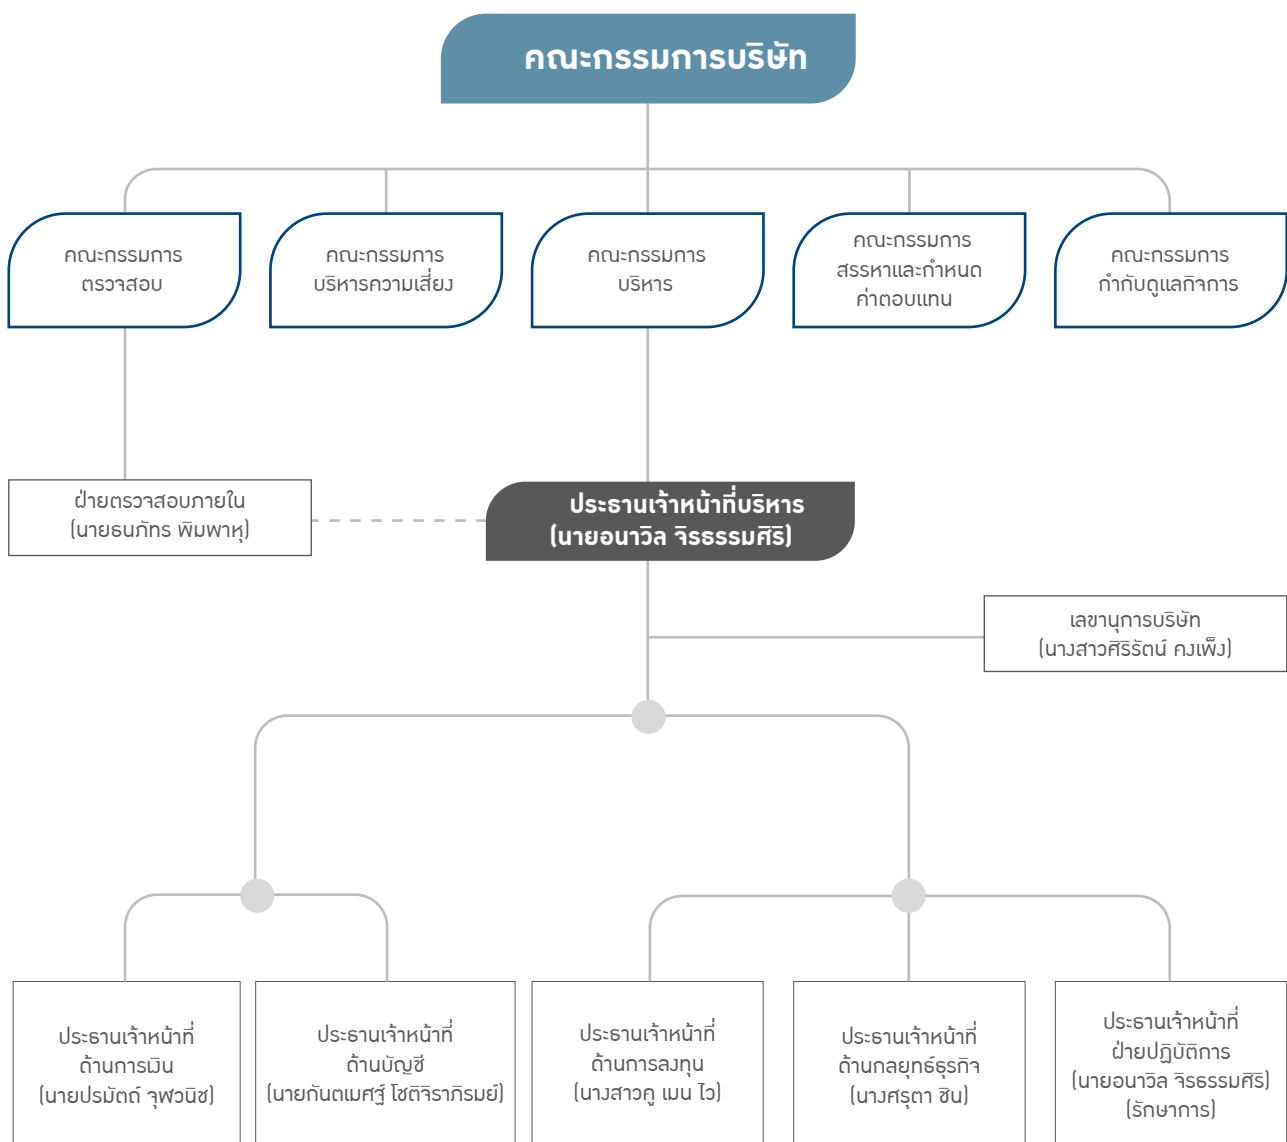 คณะกรรมการบริษัท
คณะกรรมการ
ตรวจสอบ
คณะกรรมการ
บริหารความเสี่ยง
คณะกรรมการ
บริหาร
คณะกรรมการ
สรรหาและกำหนด
ค่าตอบแทน
คณะกรรมการ
กำกับดูแลกิจการ
ฝ่ายตรวจสอบภายใน
(นายธนภัทร พิมพาหุ)
ประธานเจ้าหน้าที่บริหาร
(นายอนาวิล จิรธรรมศิริ)
เลขานุการบริษัท
(นางสาวศิริรัตน์ คงเพ็ง)
ประธานเจ้าหน้าที่
ด้านการเงิน
(นายปรมัตถ์ จุฬวนิช)
ประธานเจ้าหน้าที่
ด้านบัญชี
(นายกันตเมศฐ์ โชติจิราภิรมย์)
ประธานเจ้าหน้าที่
ด้านการลงทุน
(นางสาวคู เมน ไว)
ประธานเจ้าหน้าที่
ด้านกลยุทธ์ธุรกิจ
(นางศรุตา ชิน)
ประธานเจ้าหน้าที่
ฝ่ายปฏิบัติการ
(นายอนาวิล จิรธรรมศิริ)
(รักษาการ)